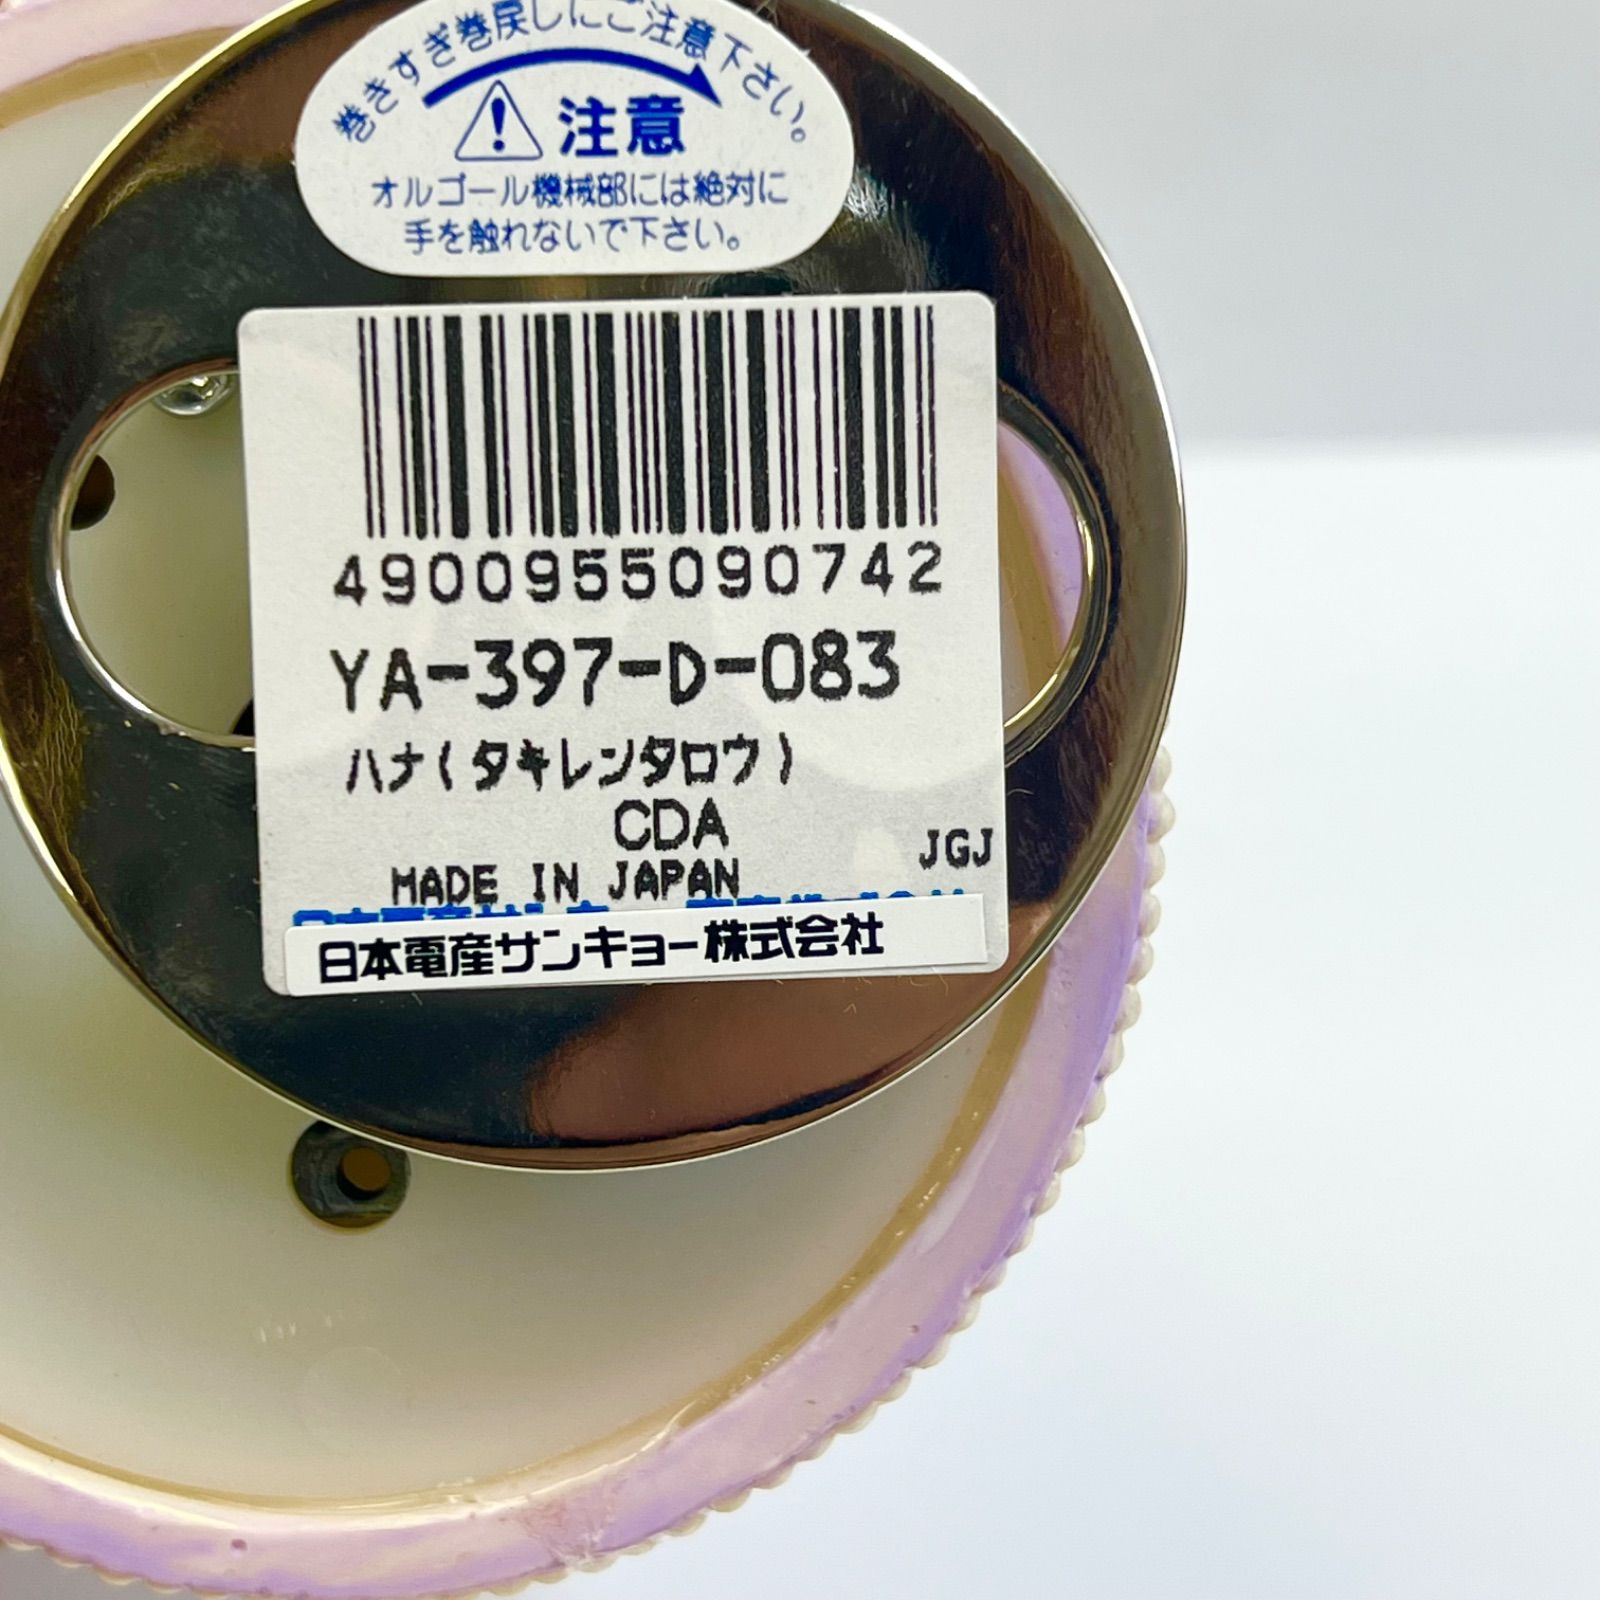 巻きすぎ巻戻しにご注意下さい。
注意
オルゴール機械部には絶対に
手を触れないで下さい。
4900955090742
YA-397-D-083
ハナ(タキレンタロウ)
CDA
JGJ
MADE IN JAPAN
日本電産サンキョー株式会社